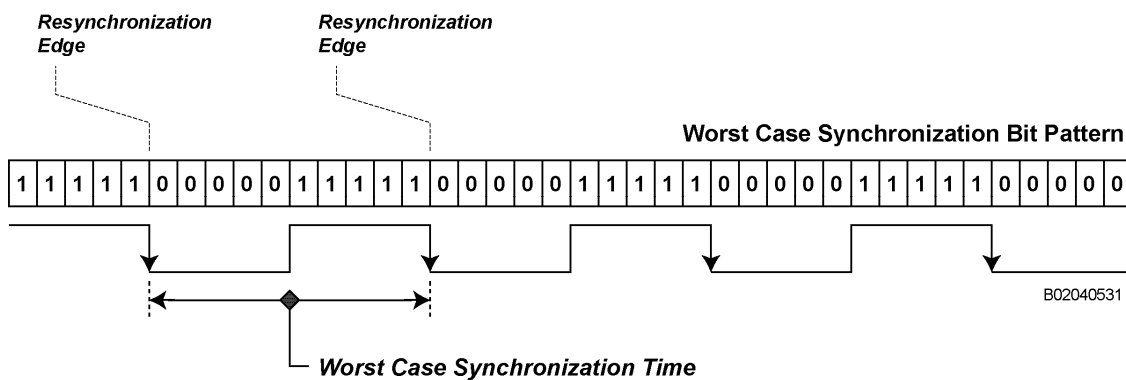 Resynchronization Resynchronization
Edge Edge
Worst Case Synchronization Bit Pattern
1 1 1 1 1 0 0 0 0 0 1 1 1 1 1 0 0 0 0 0 1 1 1 1 1 0 0 0 0 0 1 1 1 1 1 0 0 0 0 0
B02040531
Worst Case Synchronization Time